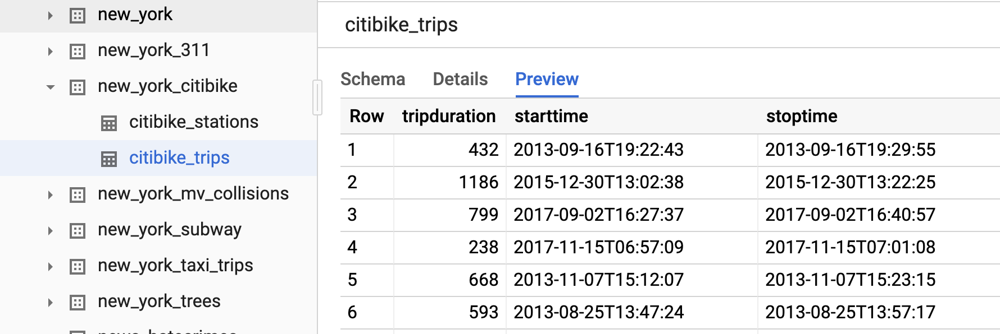 new_york
new_york_311
new_york_citibike
citibike_stations
citibike_trips
new_york_mv_collisions
new_york_subway
new_york_taxi_trips
new_york_trees
citibike_trips
Schema Details Preview
Row tripduration starttime stoptime
1 432 2013-09-16T19:22:43 2013-09-16T19:29:55
2 1186 2015-12-30T13:02:38 2015-12-30T13:22:25
3 799 2017-09-02T16:27:37 2017-09-02T16:40:57
4 238 2017-11-15T06:57:09 2017-11-15T07:01:08
5 668 2013-11-07T15:12:07 2013-11-07T15:23:15
6 593 2013-08-25T13:47:24 2013-08-25T13:57:17